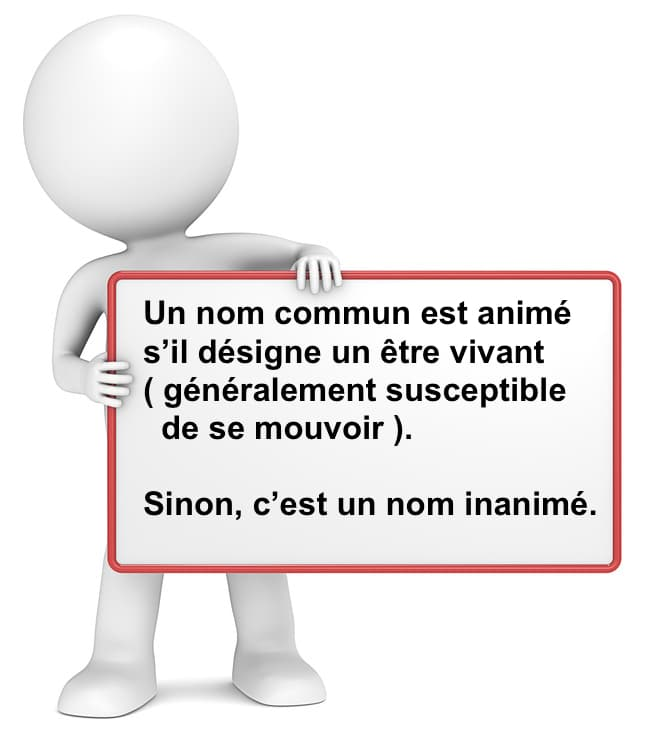 Un nom commun est animé
s’il désigne un être vivant
( généralement susceptible
de se mouvoir ).
Sinon, c’est un nom inanimé.